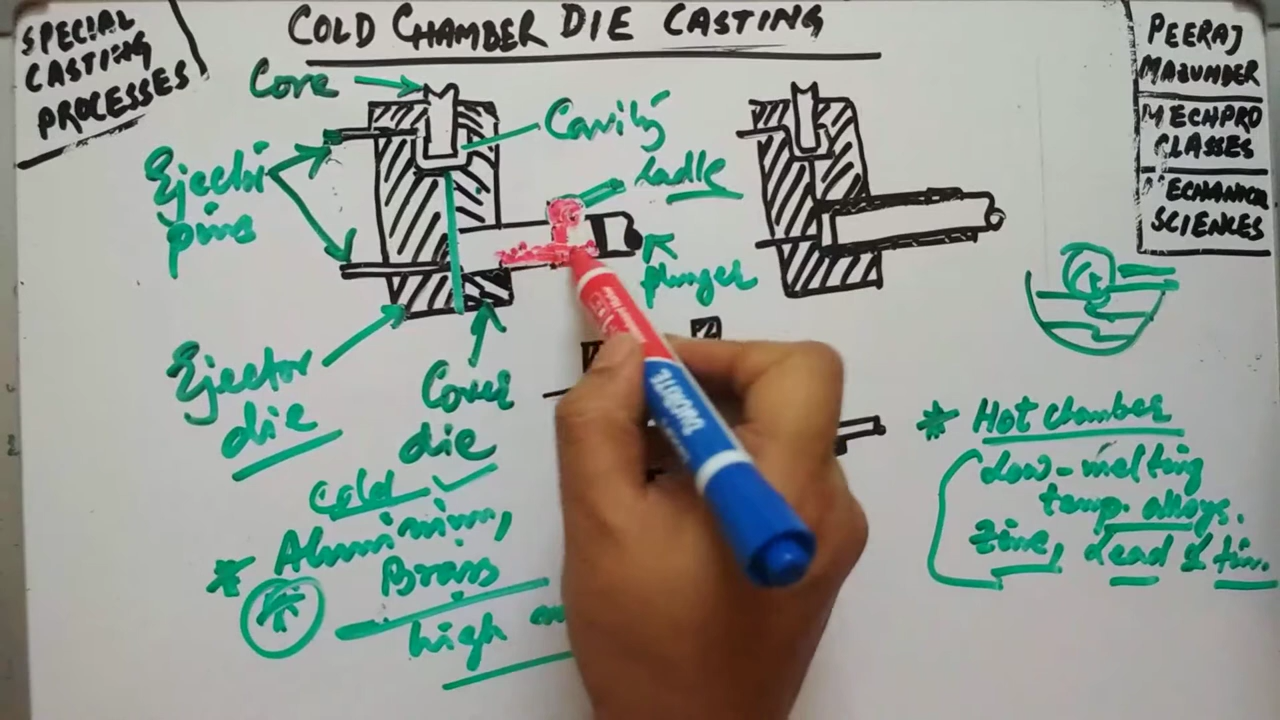 SPECIAL
CASTING
PROCESSES
COLD CHAMBER DIE CASTING
PEERAJ
MAZUMDER
MECHPRO
CLASSES
MECHANICAL
SCIENCES
Core
Cavity
Ladle
Ejector
pins
plunger
Ejector
die
Cover
die
Cold
* Aluminium,
Brass
high
* Hot chamber
Low-melting
temp. alloys.
Zinc, Lead & tin.